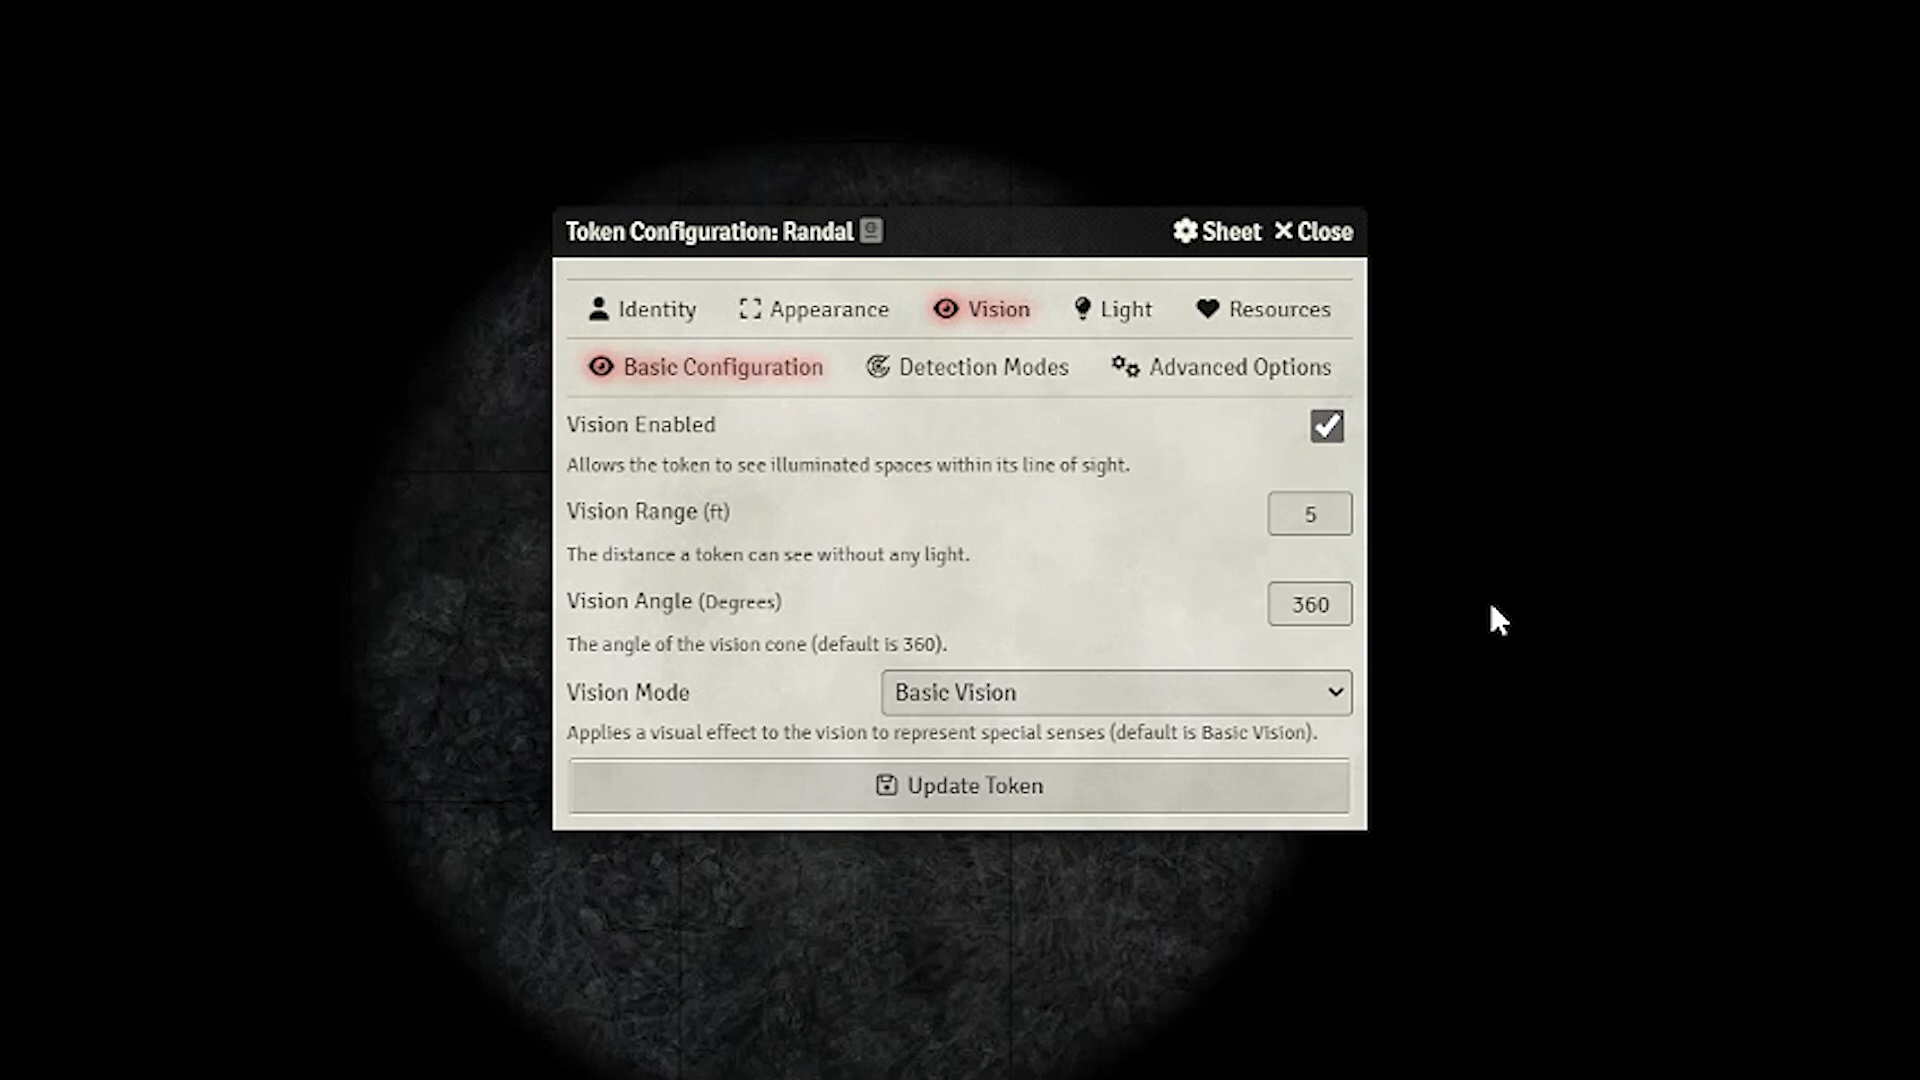 Token Configuration: Randal
Sheet
Close
Identity
Appearance
Vision
Light
Resources
Basic Configuration
Detection Modes
Advanced Options
Vision Enabled
Allows the token to see illuminated spaces within its line of sight.
Vision Range (ft)
5
The distance a token can see without any light.
Vision Angle (Degrees)
360
The angle of the vision cone (default is 360).
Vision Mode
Basic Vision
Applies a visual effect to the vision to represent special senses (default is Basic Vision).
Update Token